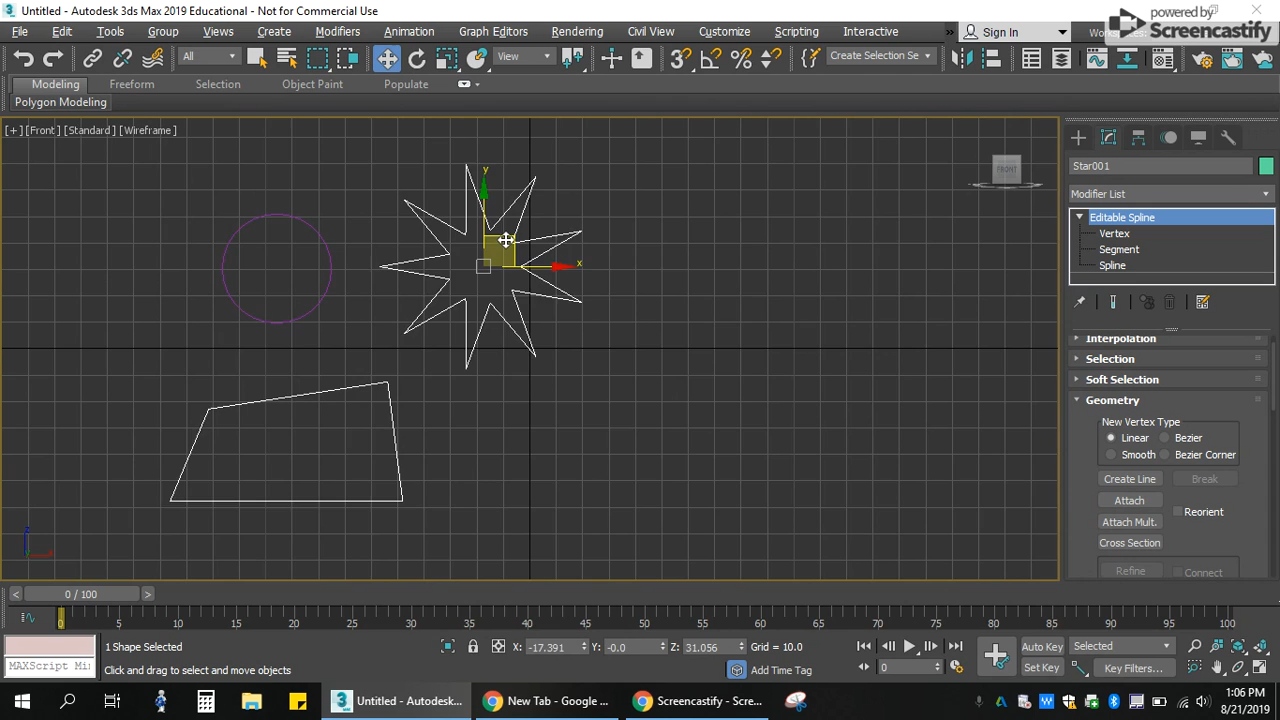 Untitled - Autodesk 3ds Max 2019 Educational - Not for Commercial Use
powered by
Screencastify
File Edit Tools Group Views Create Modifiers Animation Graph Editors Rendering Civil View Customize Scripting Interactive Sign In
All View Create Selection Se
Modeling Freeform Selection Object Paint Populate
Polygon Modeling
[+] [Front] [Standard] [Wireframe]
FRONT
y
x
Star001
Modifier List
Editable Spline
Vertex
Segment
Spline
Interpolation
Selection
Soft Selection
Geometry
New Vertex Type
Linear Bezier
Smooth Bezier Corner
Create Line Break
Attach Reorient
Attach Mult.
Cross Section
Refine Connect
< 0 / 100 >
0 5 10 15 20 25 30 35 40 45 50 55 60 65 70 75 80 85 90 95 100
1 Shape Selected X: -17.391 Y: -0.0 Z: 31.056 Grid = 10.0 Auto Key Selected
MAXScript Mi Click and drag to select and move objects Add Time Tag 0 Set Key Key Filters...
Untitled - Autodesk... New Tab - Google ... Screencastify - Scre...
1:06 PM
8/21/2019